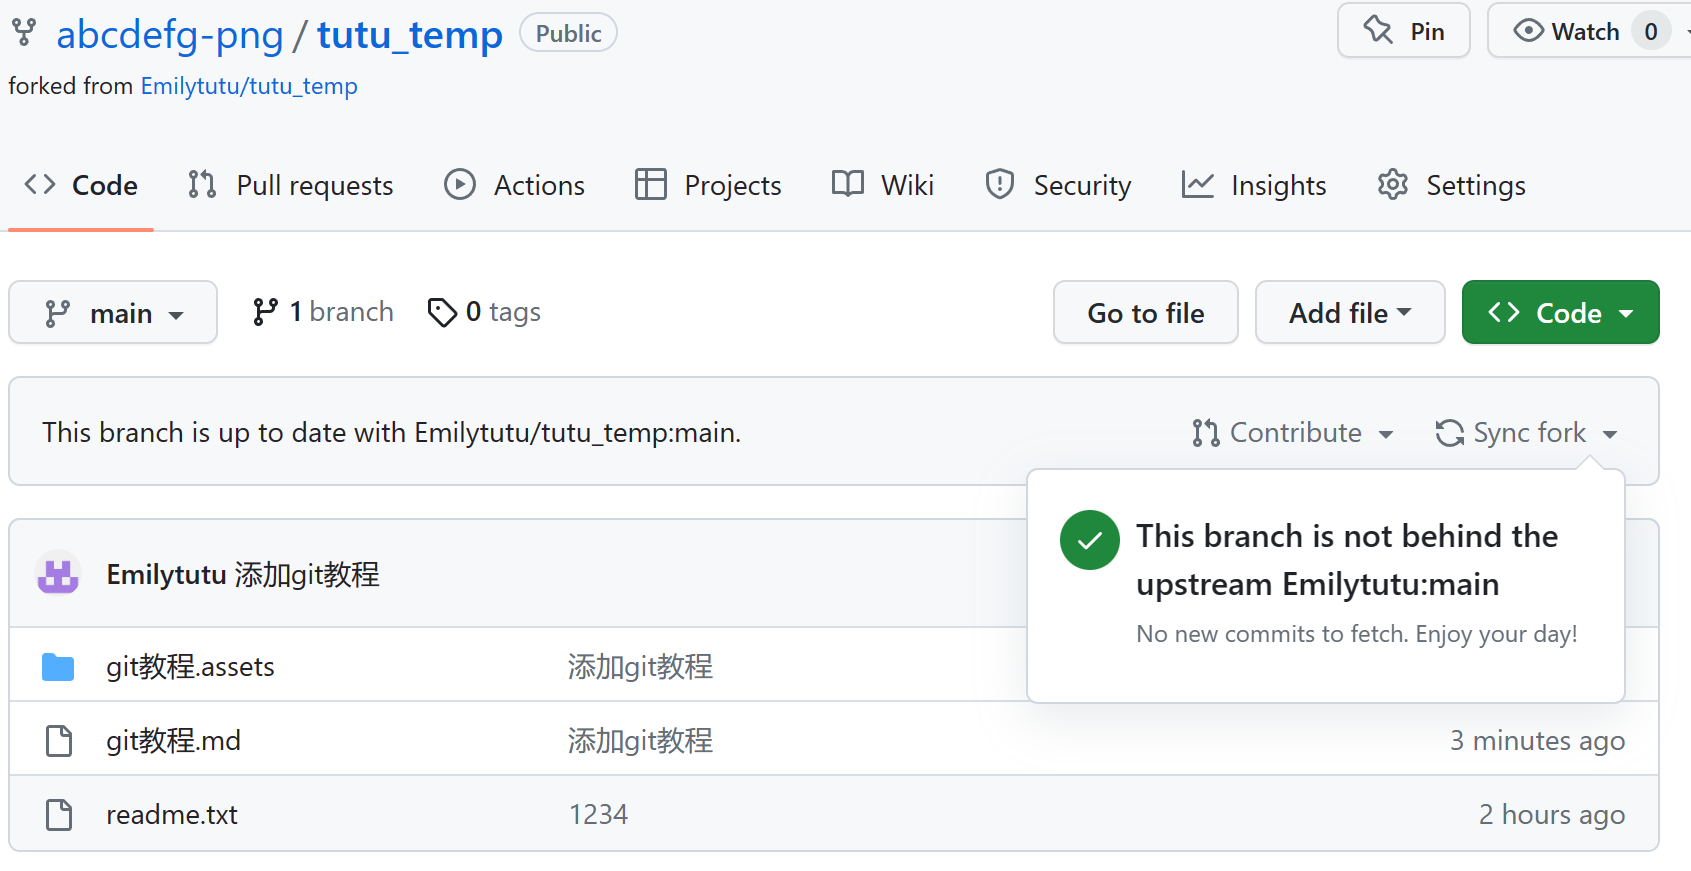 abcdefg-png / tutu_temp Public Pin Watch 0
forked from Emilytutu/tutu_temp
Code Pull requests Actions Projects Wiki Security Insights Settings
main 1 branch 0 tags Go to file Add file Code
This branch is up to date with Emilytutu/tutu_temp:main. Contribute Sync fork
This branch is not behind the
upstream Emilytutu:main
No new commits to fetch. Enjoy your day!
Emilytutu 添加git教程
git教程.assets 添加git教程
git教程.md 添加git教程 3 minutes ago
readme.txt 1234 2 hours ago